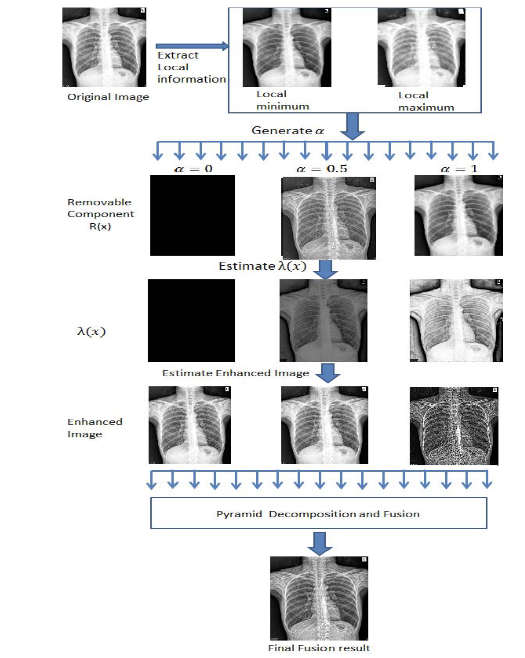 Original Image
Extract
Local
information
Local
minimum
Local
maximum
Generate α
α = 0
α = 0.5
α = 1
Removable
Component
R(x)
Estimate λ(x)
λ(x)
Estimate Enhanced Image
Enhanced
Image
Pyramid Decomposition and Fusion
Final Fusion result